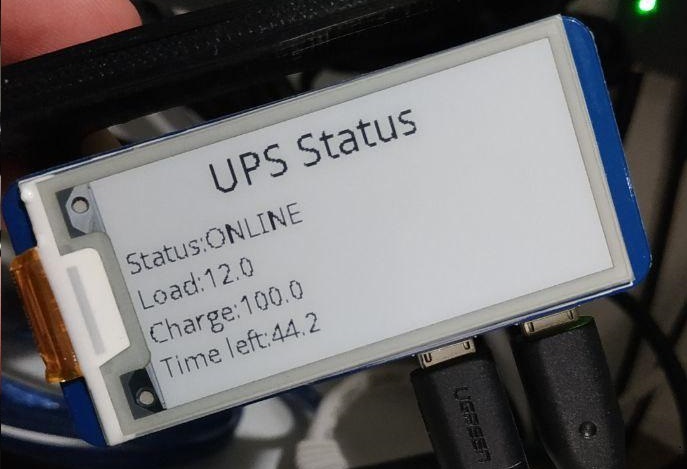 UPS Status
Status:ONLINE
Load:12.0
Charge:100.0
Time left:44.2
UGREEN